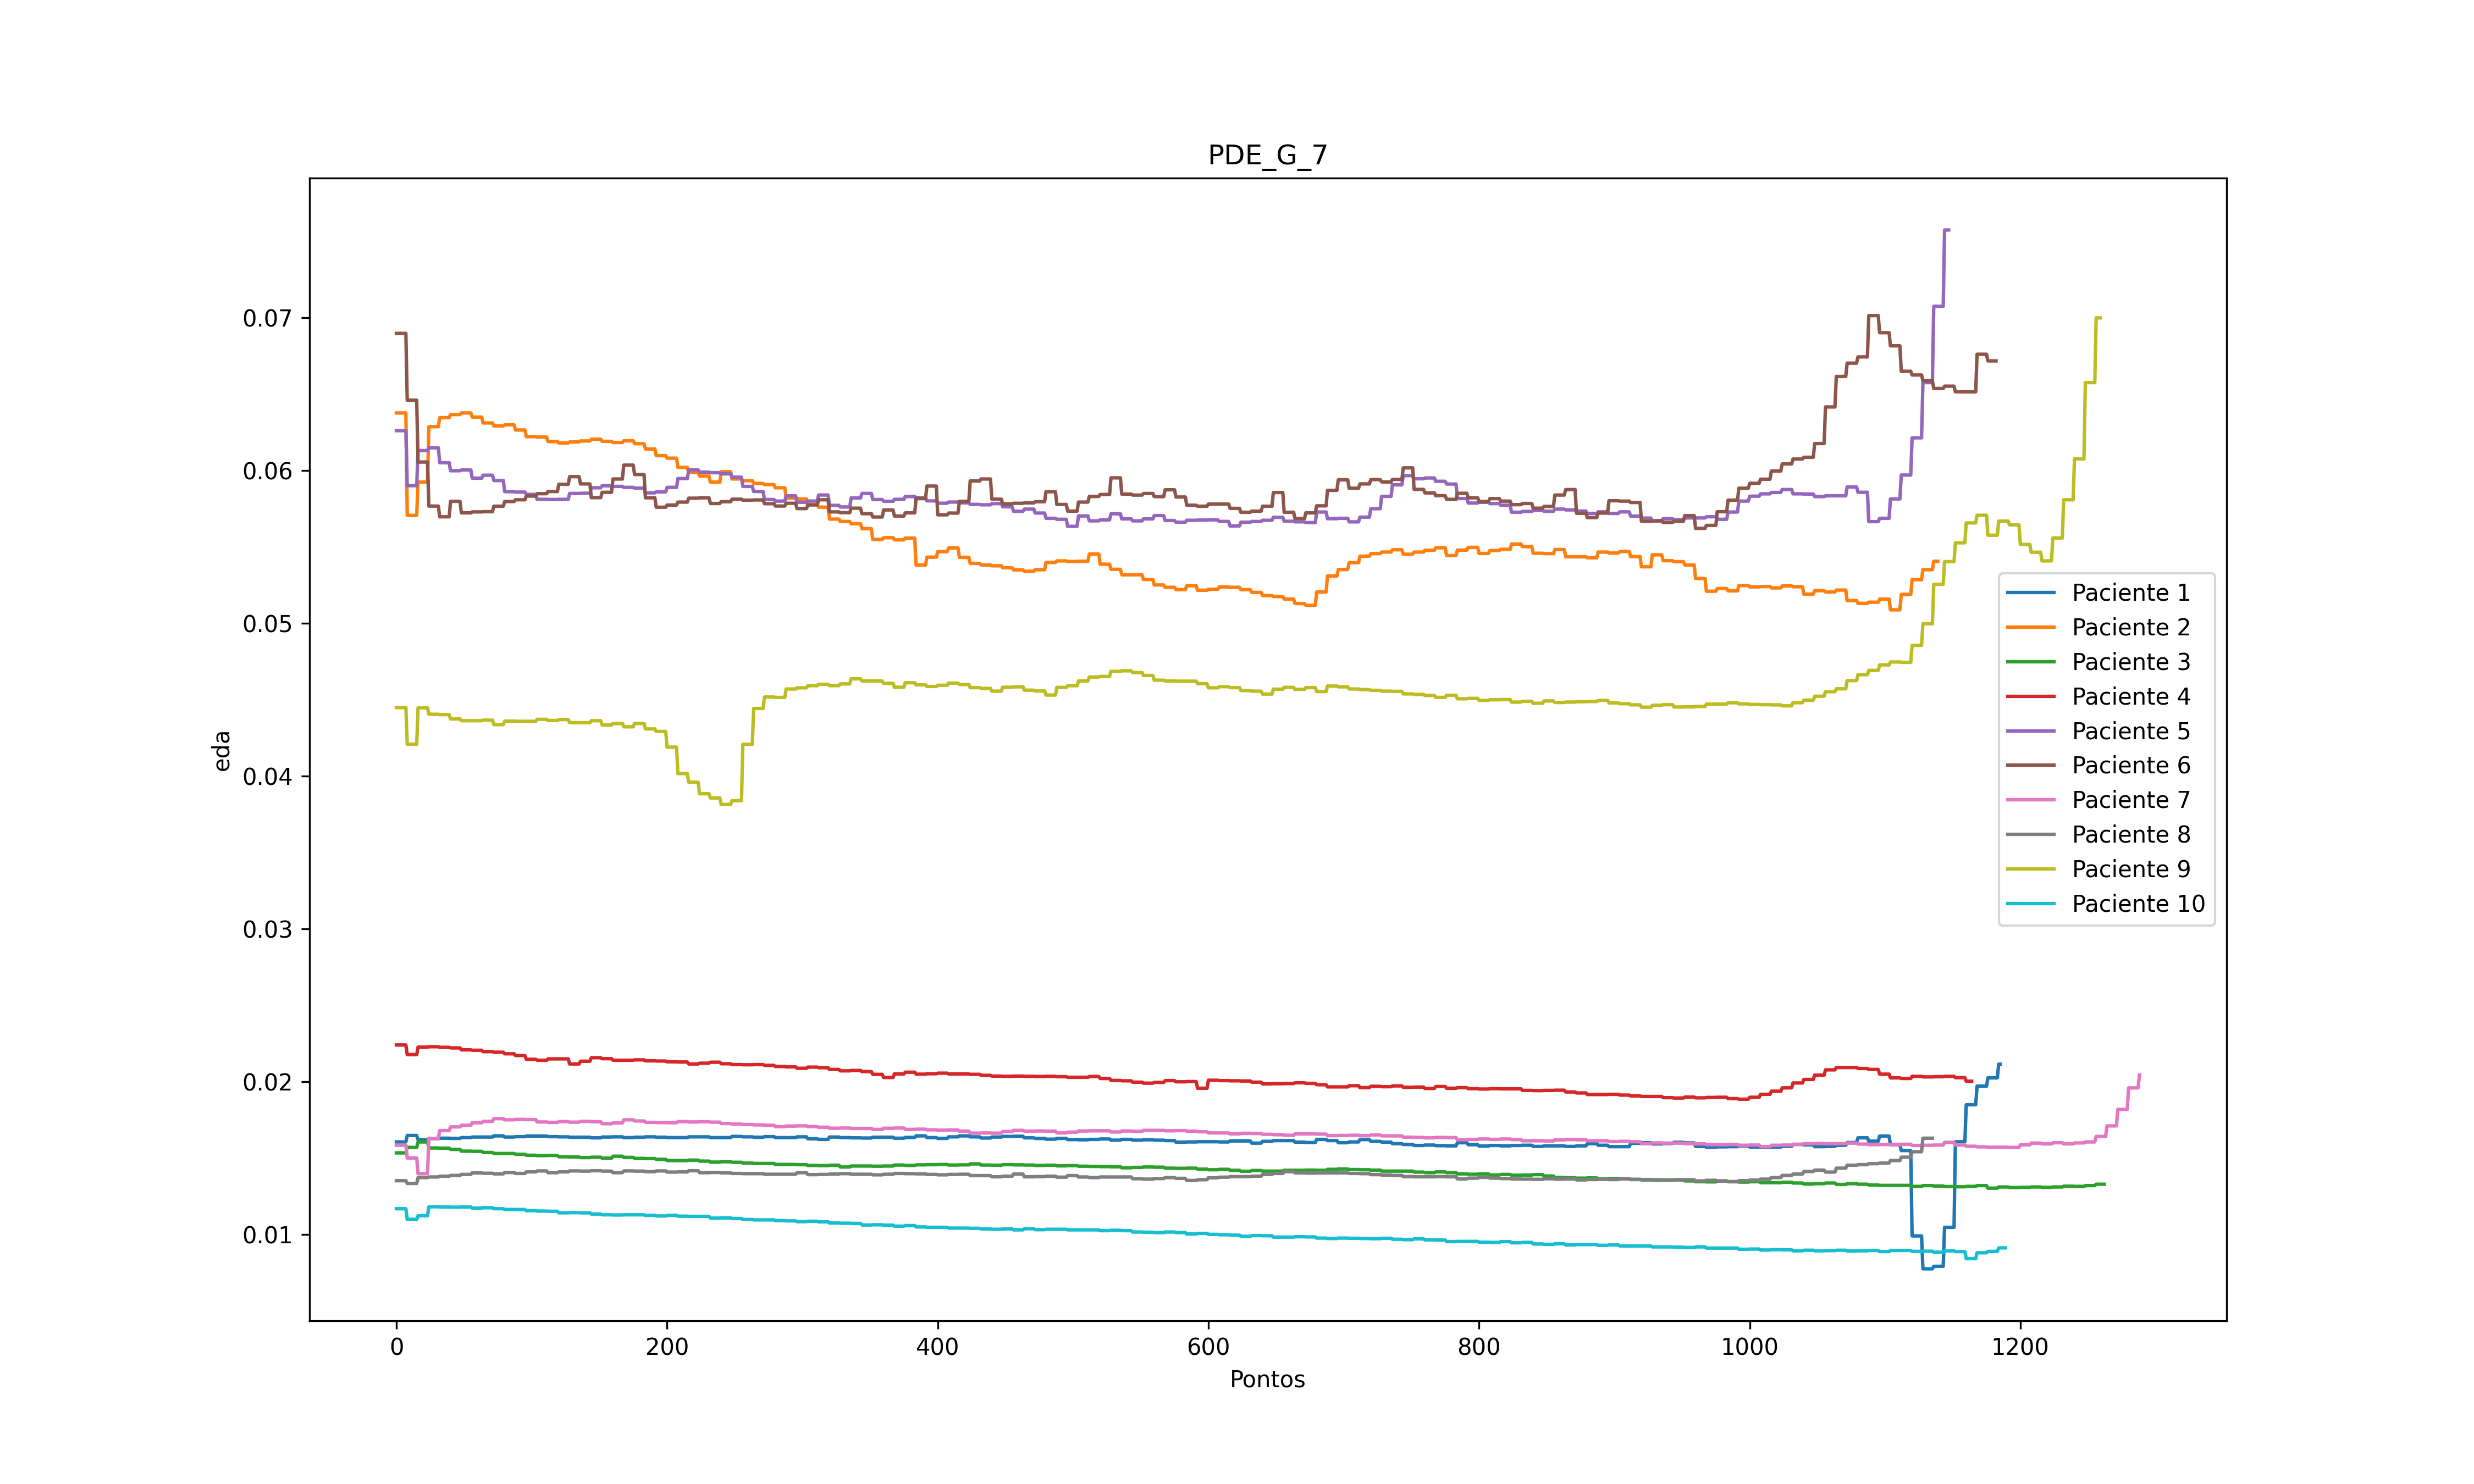 PDE_G_7
0.07
0.06
0.05
0.04
0.03
0.02
0.01
eda
0
200
400
600
800
1000
1200
Pontos
Paciente 1
Paciente 2
Paciente 3
Paciente 4
Paciente 5
Paciente 6
Paciente 7
Paciente 8
Paciente 9
Paciente 10